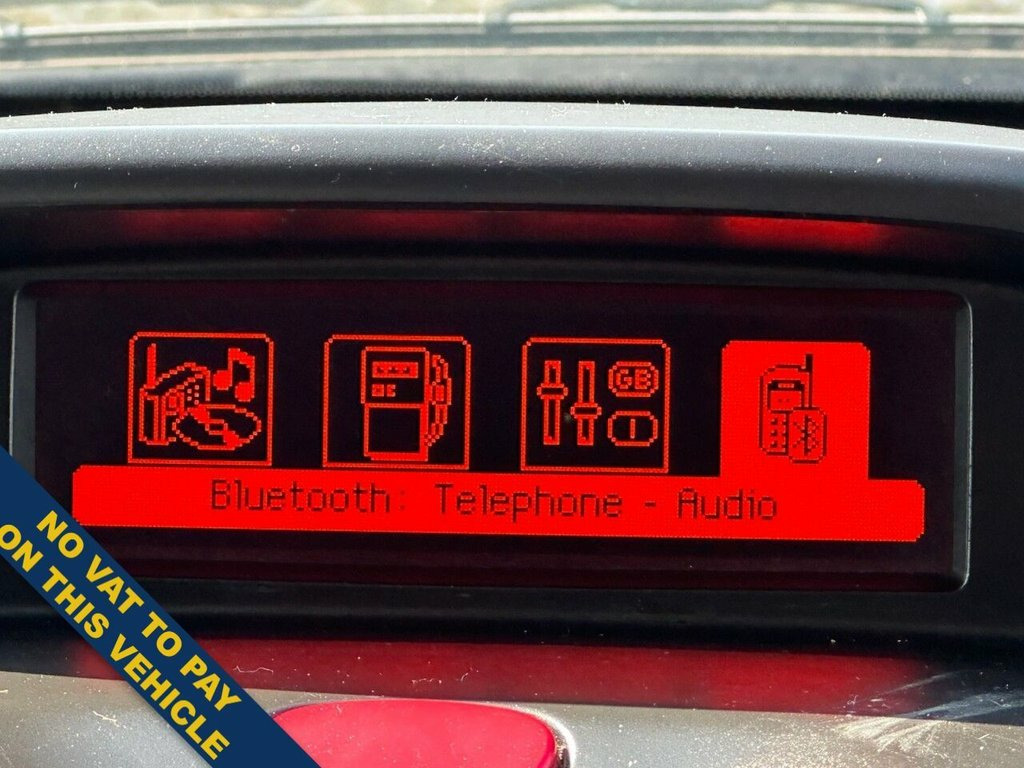 GB
Bluetooth: Telephone - Audio
NO VAT TO PAY
ON THIS VEHICLE